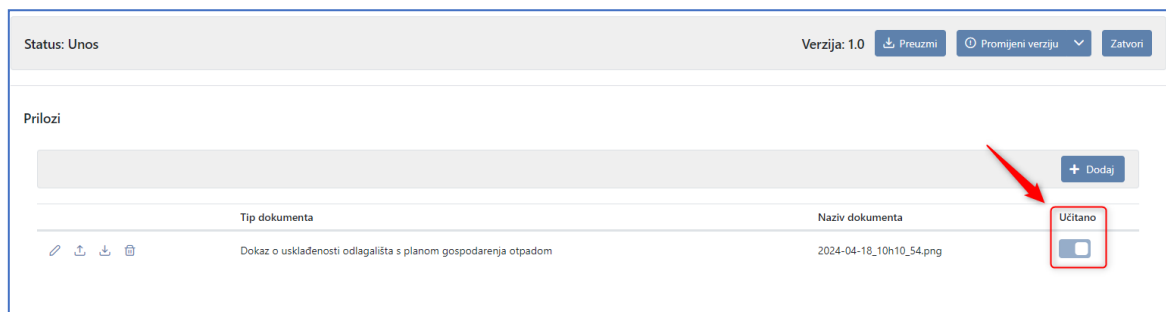 Status: Unos
Verzija: 1.0 Preuzmi Promijeni verziju Zatvori
Prilozi
+ Dodaj
Tip dokumenta Naziv dokumenta Učitano
Dokaz o usklađenosti odlagališta s planom gospodarenja otpadom 2024-04-18_10h10_54.png